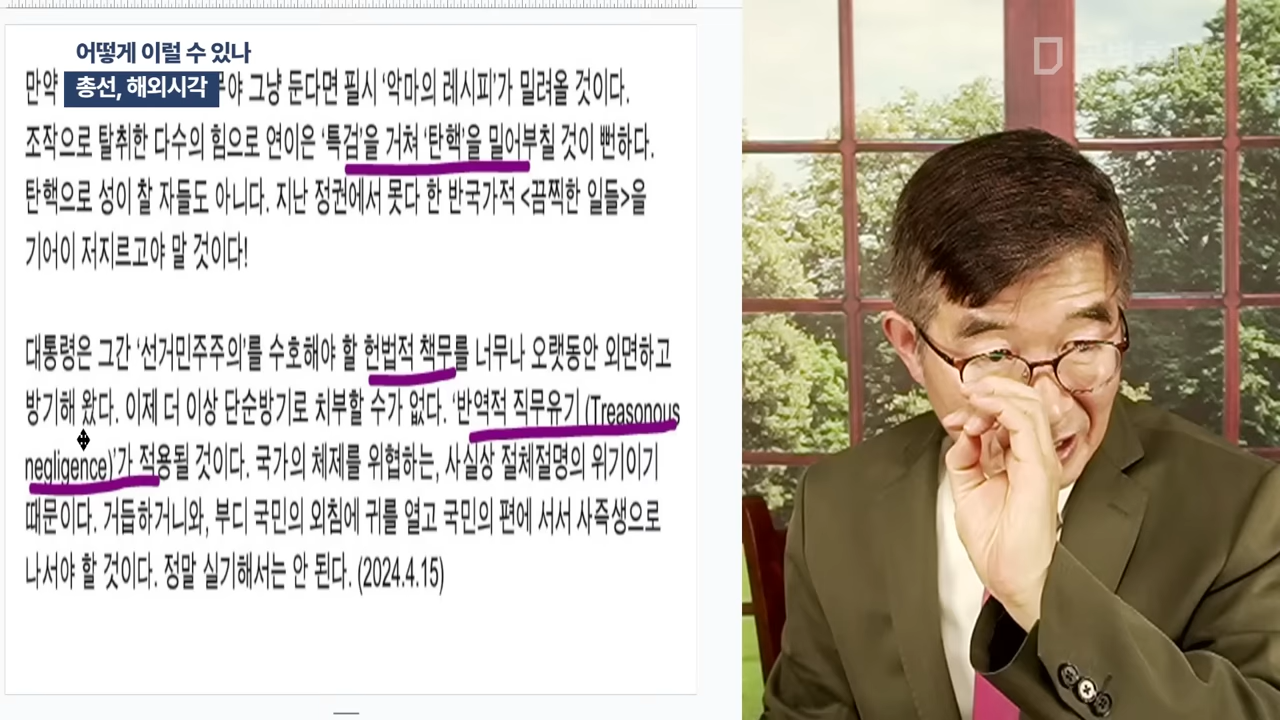 어떻게 이럴 수 있나
총선, 해외시각
만약 그냥 둔다면 필시 '악마의 레시피'가 밀려올 것이다.
조작으로 탈취한 다수의 힘으로 연이은 '특검'을 거쳐 '탄핵'을 밀어부칠 것이 뻔하다.
탄핵으로 성이 찰 자들도 아니다. 지난 정권에서 못다 한 반국가적 <끔찍한 일들>을
기어이 저지르고야 말 것이다!
대통령은 그간 '선거민주주의'를 수호해야 할 헌법적 책무를 너무나 오랫동안 외면하고
방기해 왔다. 이제 더 이상 단순방기로 치부할 수가 없다. '반역적 직무유기 (Treasonous
negligence)'가 적용될 것이다. 국가의 체제를 위협하는, 사실상 절체절명의 위기이기
때문이다. 거듭하거니와, 부디 국민의 외침에 귀를 열고 국민의 편에 서서 사즉생으로
나서야 할 것이다. 정말 실기해서는 안 된다. (2024.4.15)